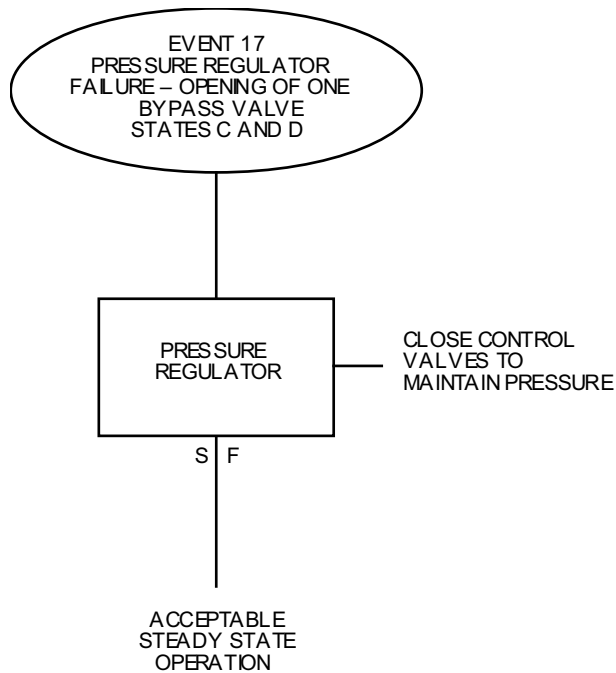 EVENT 17
PRESSURE REGULATOR
FAILURE – OPENING OF ONE
BYPASS VALVE
STATES C AND D
PRESSURE
REGULATOR
CLOSE CONTROL
VALVES TO
MAINTAIN PRESSURE
S F
ACCEPTABLE
STEADY STATE
OPERATION